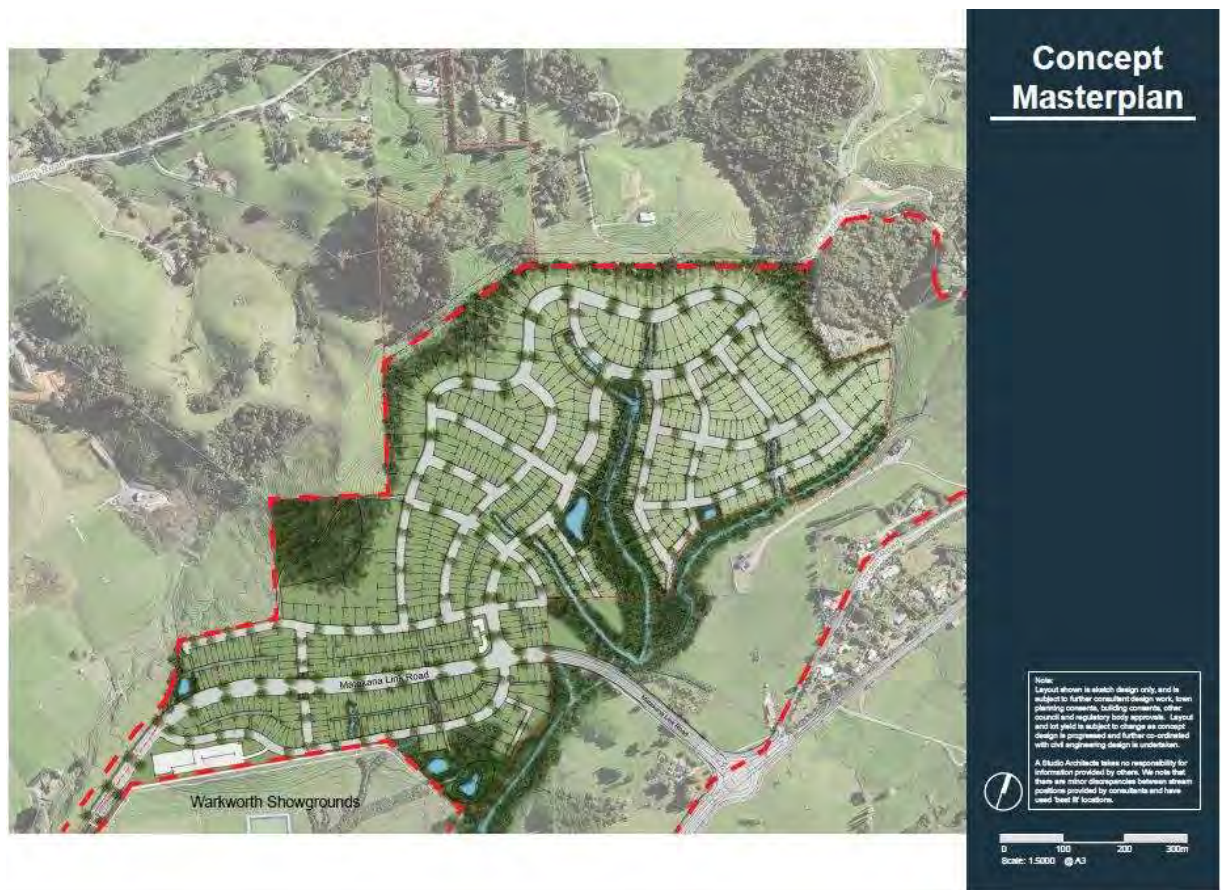 Concept
Masterplan
Matakana Link Road
Warkworth Showgrounds
Note:
Layout shown is sketch design only, and is
subject to further consultant design work, town
planning consents, building consents, other
council and regulatory body approvals. Layout
and lot yield is subject to change as concept
design is progressed and further co-ordinated
with civil engineering design is undertaken.
A Studio Architects takes no responsibility for
information provided by others. We note that
there are minor discrepancies between stream
positions provided by consultants and have
used 'best fit' locations.
0 100 200 300m
Scale: 1:5000 @ A3